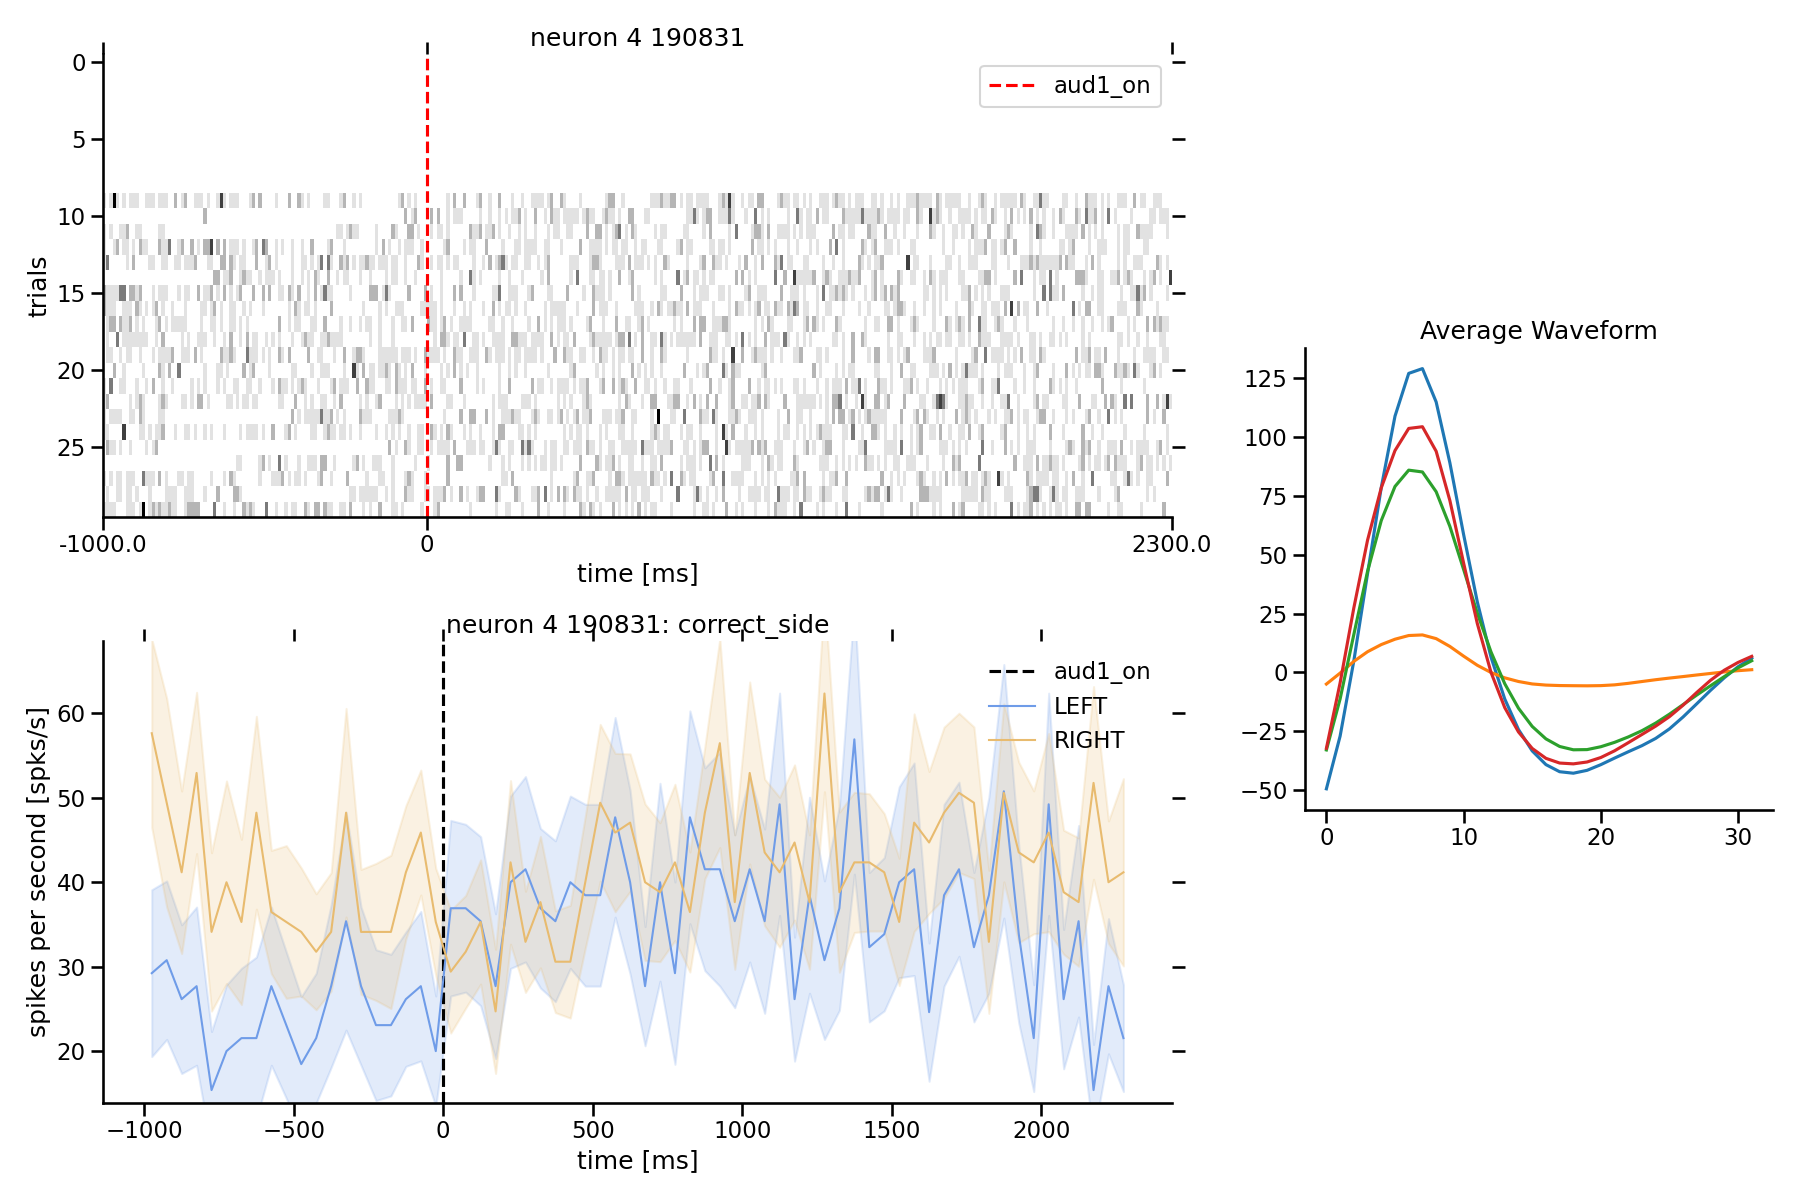 neuron 4 190831
0
5
10
15
20
25
trials
aud1_on
-1000.0 0 2300.0
time [ms]
neuron 4 190831: correct_side
60
50
40
30
20
spikes per second [spks/s]
aud1_on
LEFT
RIGHT
−1000 −500 0 500 1000 1500 2000
time [ms]
Average Waveform
125
100
75
50
25
0
−25
−50
0 10 20 30